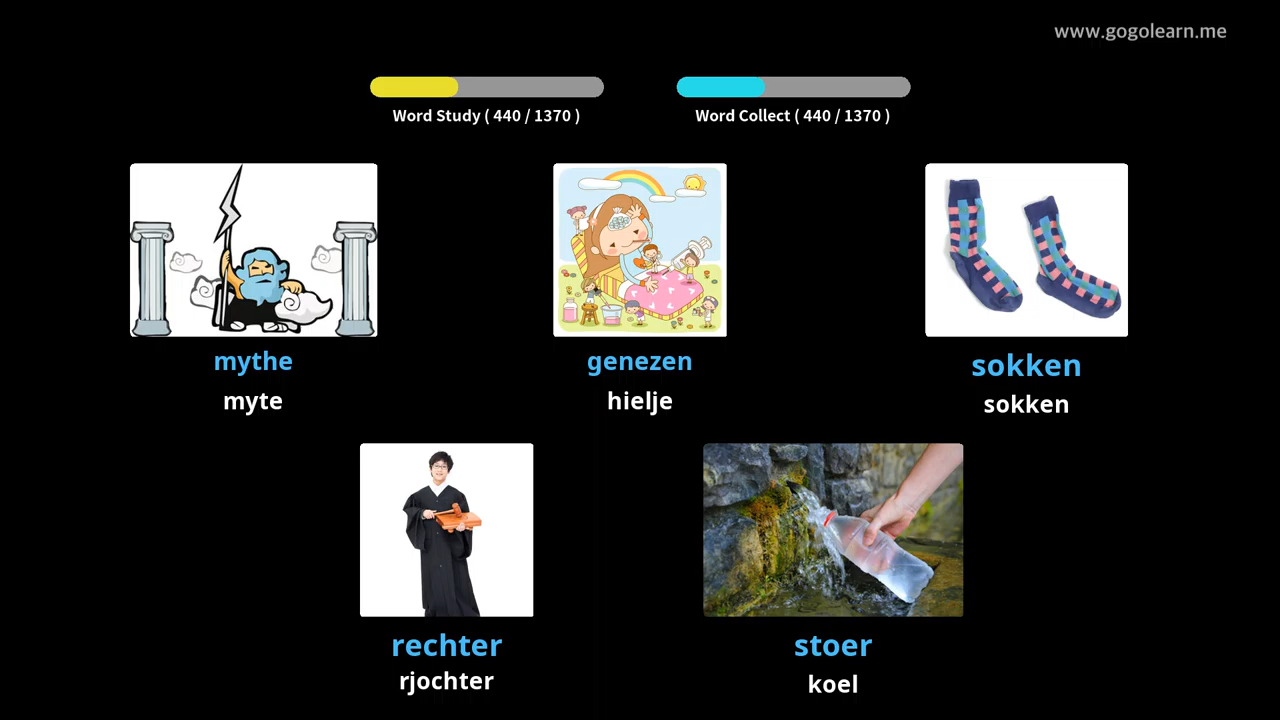 www.gogolearn.me
Word Study ( 440 / 1370 )
Word Collect ( 440 / 1370 )
mythe
myte
genezen
hielje
sokken
sokken
rechter
rjochter
stoer
koel